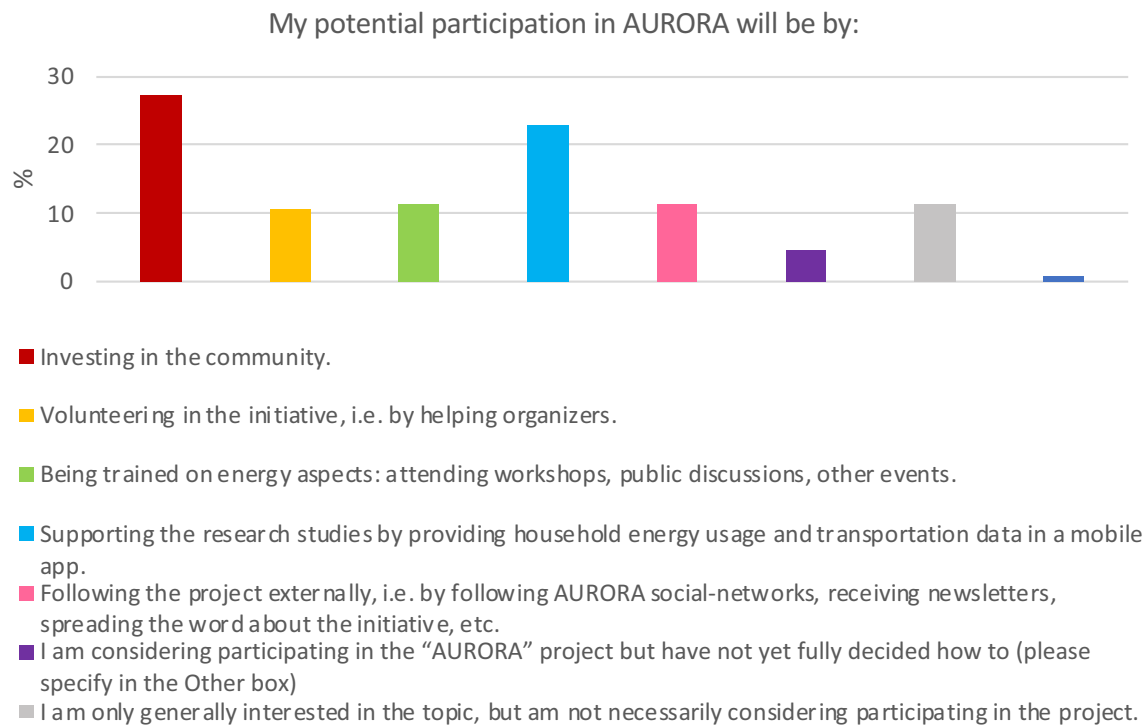 My potential participation in AURORA will be by:
30
20
10
0
%
Investing in the community.
Volunteering in the initiative, i.e. by helping organizers.
Being trained on energy aspects: attending workshops, public discussions, other events.
Supporting the research studies by providing household energy usage and transportation data in a mobile
app.
Following the project externally, i.e. by following AURORA social-networks, receiving newsletters,
spreading the word about the initiative, etc.
I am considering participating in the “AURORA” project but have not yet fully decided how to (please
specify in the Other box)
I am only generally interested in the topic, but am not necessarily considering participating in the project.